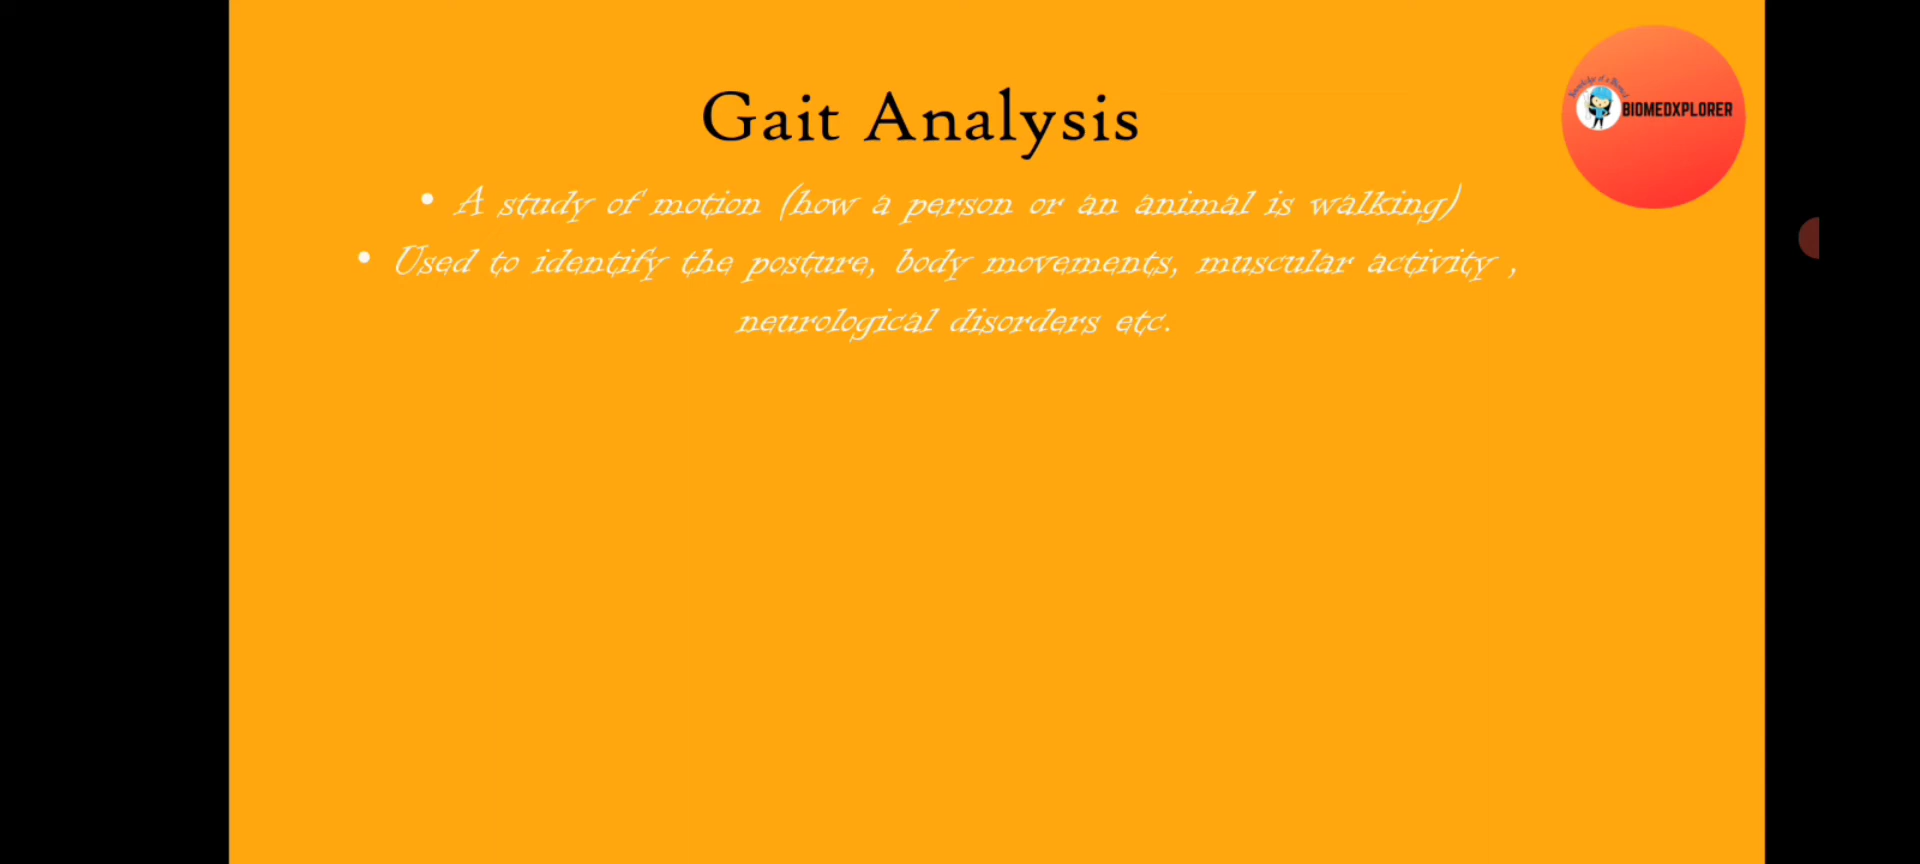 Gait Analysis
BIOMEDXPLORER
• A study of motion (how a person or an animal is walking)
• Used to identify the posture, body movements, muscular activity ,
neurological disorders etc.